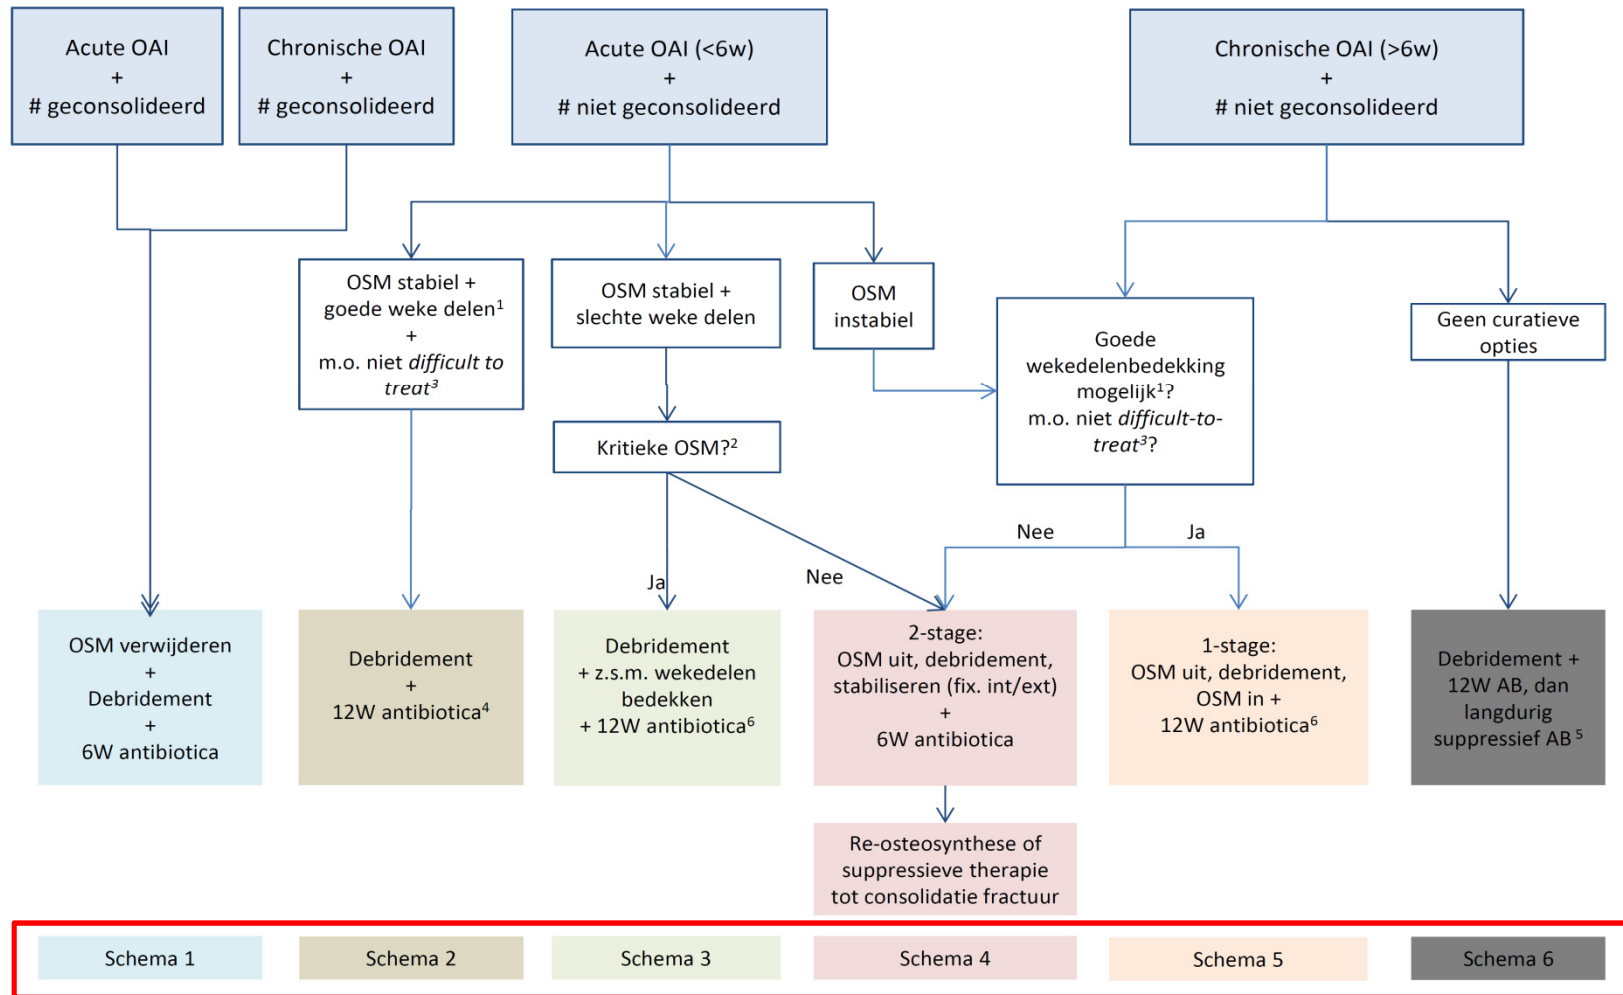 Acute OAI
+
# geconsolideerd
Chronische OAI
+
# geconsolideerd
Acute OAI (<6w)
+
# niet geconsolideerd
Chronische OAI (>6w)
+
# niet geconsolideerd
OSM stabiel +
goede weke delen¹
+
m.o. niet difficult to
treat³
OSM stabiel +
slechte weke delen
OSM
instabiel
Goede
wekedelenbedekking
mogelijk¹?
m.o. niet difficult-to-
treat³?
Geen curatieve
opties
Kritieke OSM?²
Ja
Nee
Nee
Ja
OSM verwijderen
+
Debridement
+
6W antibiotica
Debridement
+
12W antibiotica⁴
Debridement
+ z.s.m. wekedelen
bedekken
+ 12W antibiotica⁶
2-stage:
OSM uit, debridement,
stabiliseren (fix. int/ext)
+
6W antibiotica
1-stage:
OSM uit, debridement,
OSM in +
12W antibiotica⁶
Debridement +
12W AB, dan
langdurig
suppressief AB ⁵
Re-osteosynthese of
suppressieve therapie
tot consolidatie fractuur
Schema 1
Schema 2
Schema 3
Schema 4
Schema 5
Schema 6